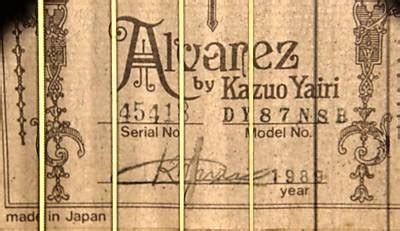 Alvarez
by Kazuo Yairi
45418 DY87NSB
Serial No. Model No.
1989
year
made in Japan